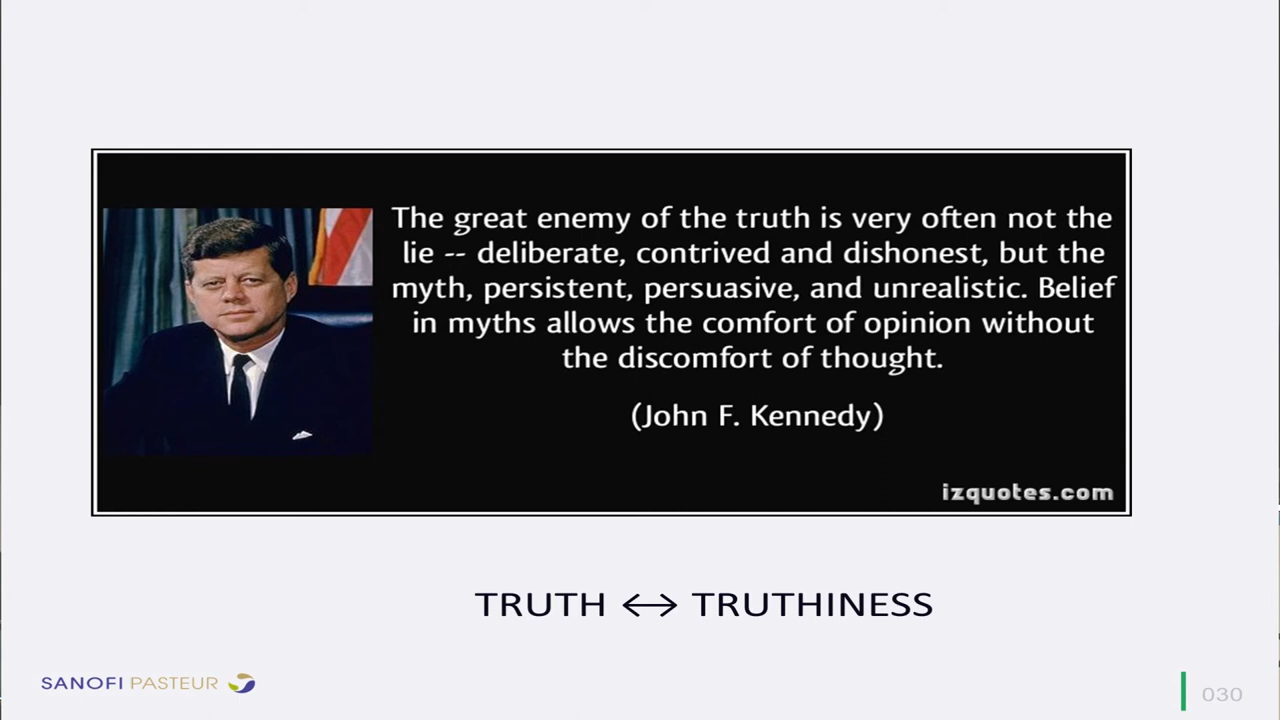 The great enemy of the truth is very often not the
lie -- deliberate, contrived and dishonest, but the
myth, persistent, persuasive, and unrealistic. Belief
in myths allows the comfort of opinion without
the discomfort of thought.
(John F. Kennedy)
izquotes.com
TRUTH ↔ TRUTHINESS
SANOFI PASTEUR
030